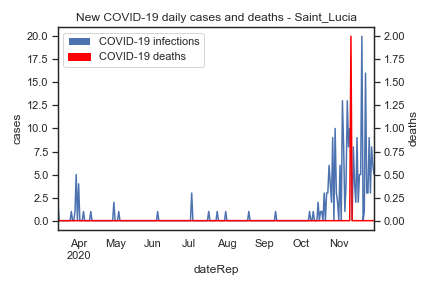 New COVID-19 daily cases and deaths - Saint_Lucia
COVID-19 infections
COVID-19 deaths
cases
20.0
17.5
15.0
12.5
10.0
7.5
5.0
2.5
0.0
2.00
1.75
1.50
1.25
1.00
0.75
0.50
0.25
0.00
deaths
Apr May Jun Jul Aug Sep Oct Nov
2020
dateRep